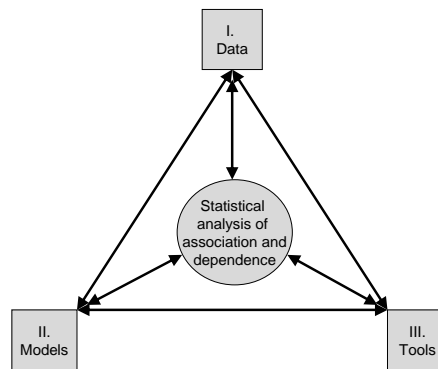 I.
Data
Statistical
analysis of
association and
dependence
II.
Models
III.
Tools